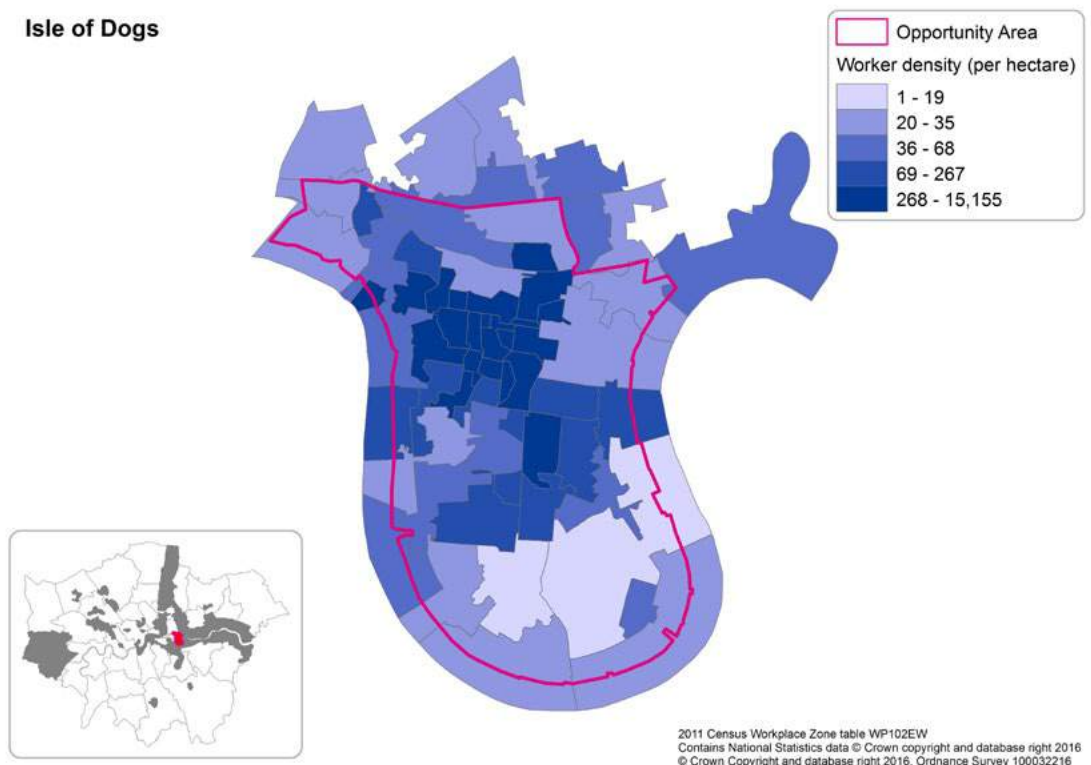 Isle of Dogs
Opportunity Area
Worker density (per hectare)
1 - 19
20 - 35
36 - 68
69 - 267
268 - 15,155
2011 Census Workplace Zone table WP102EW
Contains National Statistics data © Crown copyright and database right 2016
© Crown Copyright and database right 2016. Ordnance Survey 100032216